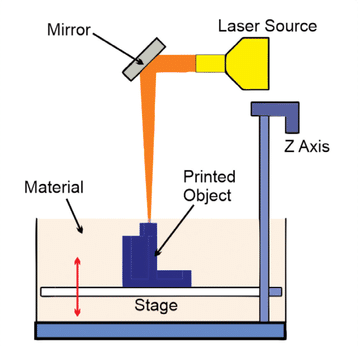 Laser Source
Mirror
Z Axis
Printed
Object
Material
Stage